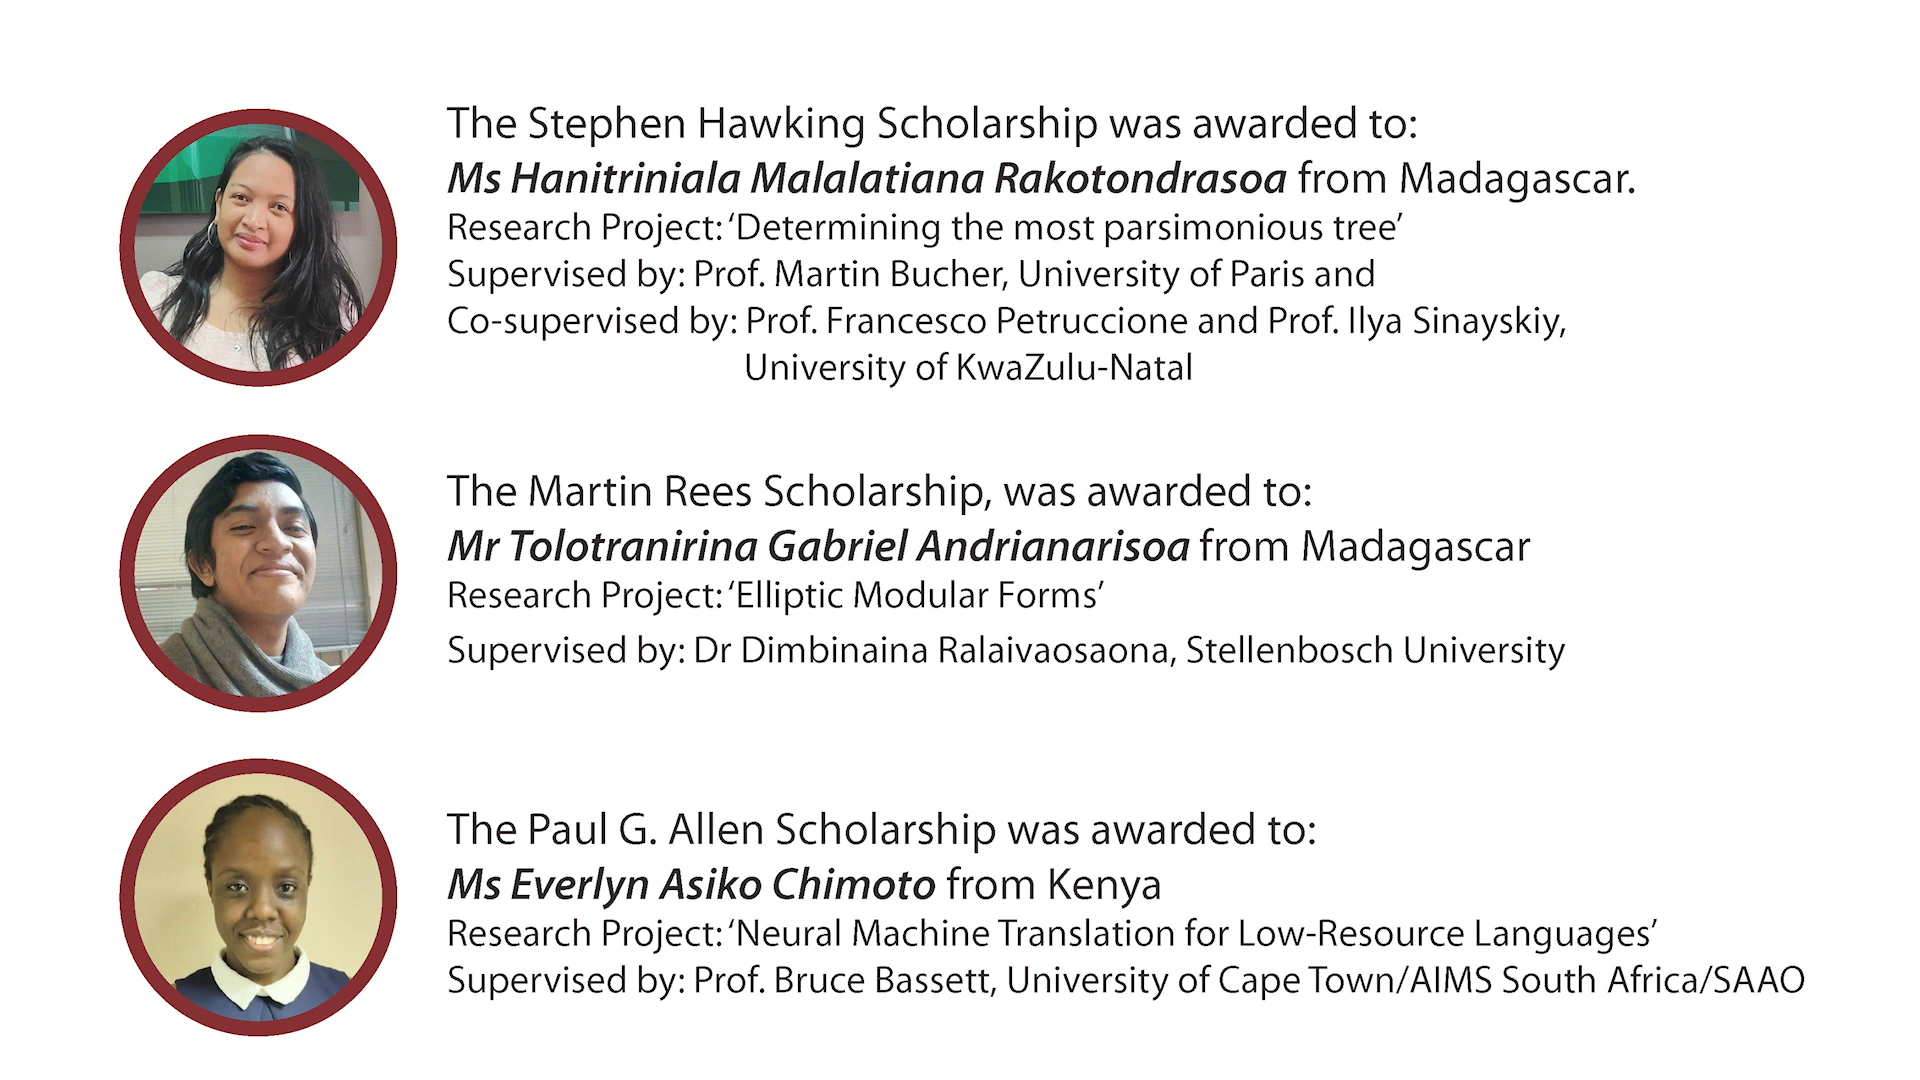 The Stephen Hawking Scholarship was awarded to:
Ms Hanitriniala Malalatiana Rakotondrasoa from Madagascar.
Research Project: ‘Determining the most parsimonious tree’
Supervised by: Prof. Martin Bucher, University of Paris and
Co-supervised by: Prof. Francesco Petruccione and Prof. Ilya Sinayskiy,
University of KwaZulu-Natal
The Martin Rees Scholarship, was awarded to:
Mr Tolotranirina Gabriel Andrianarisoa from Madagascar
Research Project: ‘Elliptic Modular Forms’
Supervised by: Dr Dimbinaina Ralaivaosaona, Stellenbosch University
The Paul G. Allen Scholarship was awarded to:
Ms Everlyn Asiko Chimoto from Kenya
Research Project: ‘Neural Machine Translation for Low-Resource Languages’
Supervised by: Prof. Bruce Bassett, University of Cape Town/AIMS South Africa/SAAO